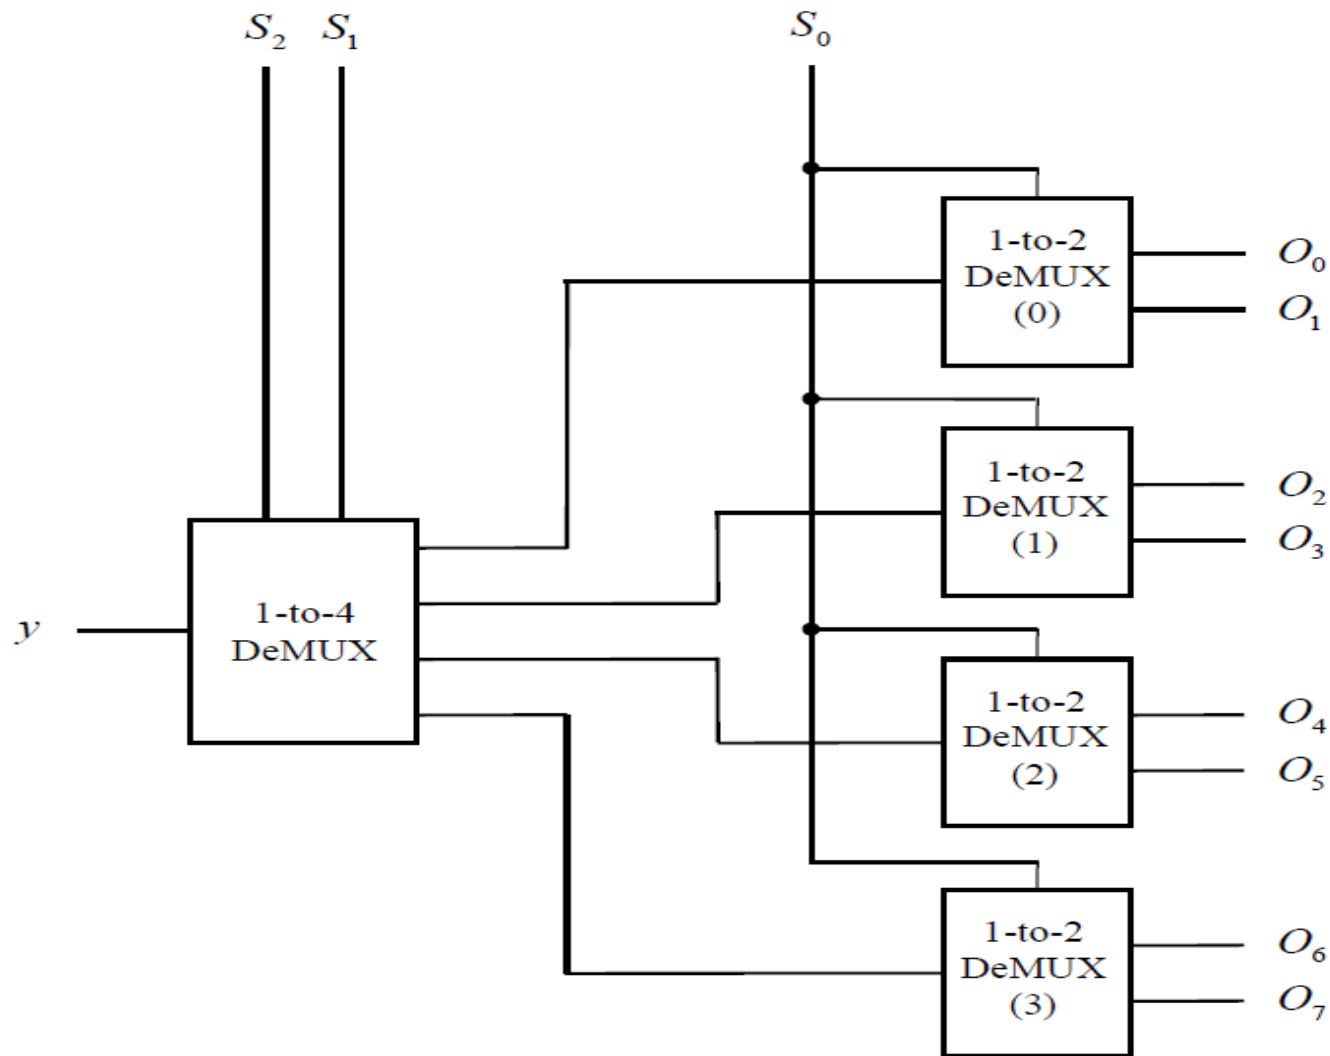 S₂ S₁ S₀
1-to-2
DeMUX
(0)
O₀
O₁
1-to-2
DeMUX
(1)
O₂
O₃
y
1-to-4
DeMUX
1-to-2
DeMUX
(2)
O₄
O₅
1-to-2
DeMUX
(3)
O₆
O₇